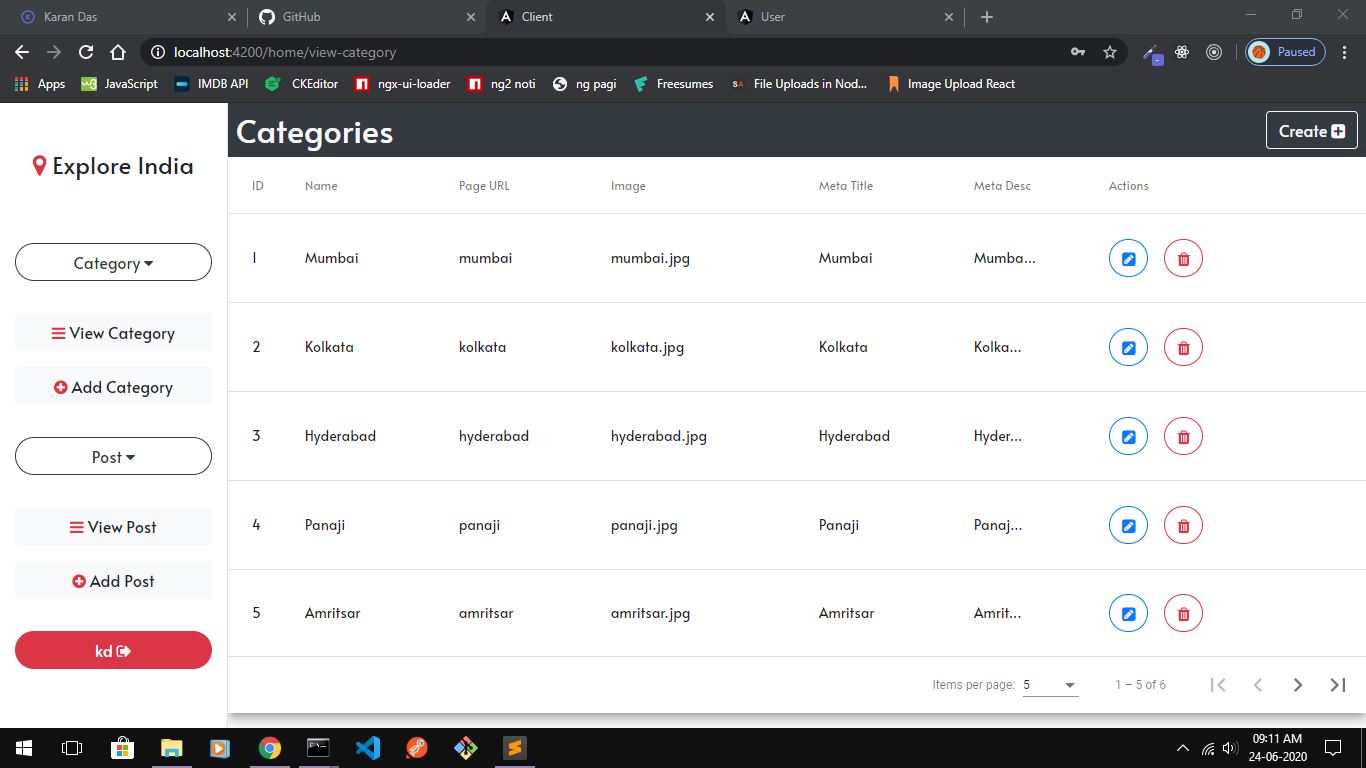 Karan Das
GitHub
Client
User
localhost:4200/home/view-category
Paused
Apps
JavaScript
IMDB API
CKEditor
ngx-ui-loader
ng2 noti
ng pagi
Freesumes
File Uploads in Nod...
Image Upload React
Explore India
Category
View Category
Add Category
Post
View Post
Add Post
kd
Categories
Create
ID Name Page URL Image Meta Title Meta Desc Actions
1 Mumbai mumbai mumbai.jpg Mumbai Mumba...
2 Kolkata kolkata kolkata.jpg Kolkata Kolka...
3 Hyderabad hyderabad hyderabad.jpg Hyderabad Hyder...
4 Panaji panaji panaji.jpg Panaji Panaj...
5 Amritsar amritsar amritsar.jpg Amritsar Amrit...
Items per page: 5 1 – 5 of 6
09:11 AM
24-06-2020